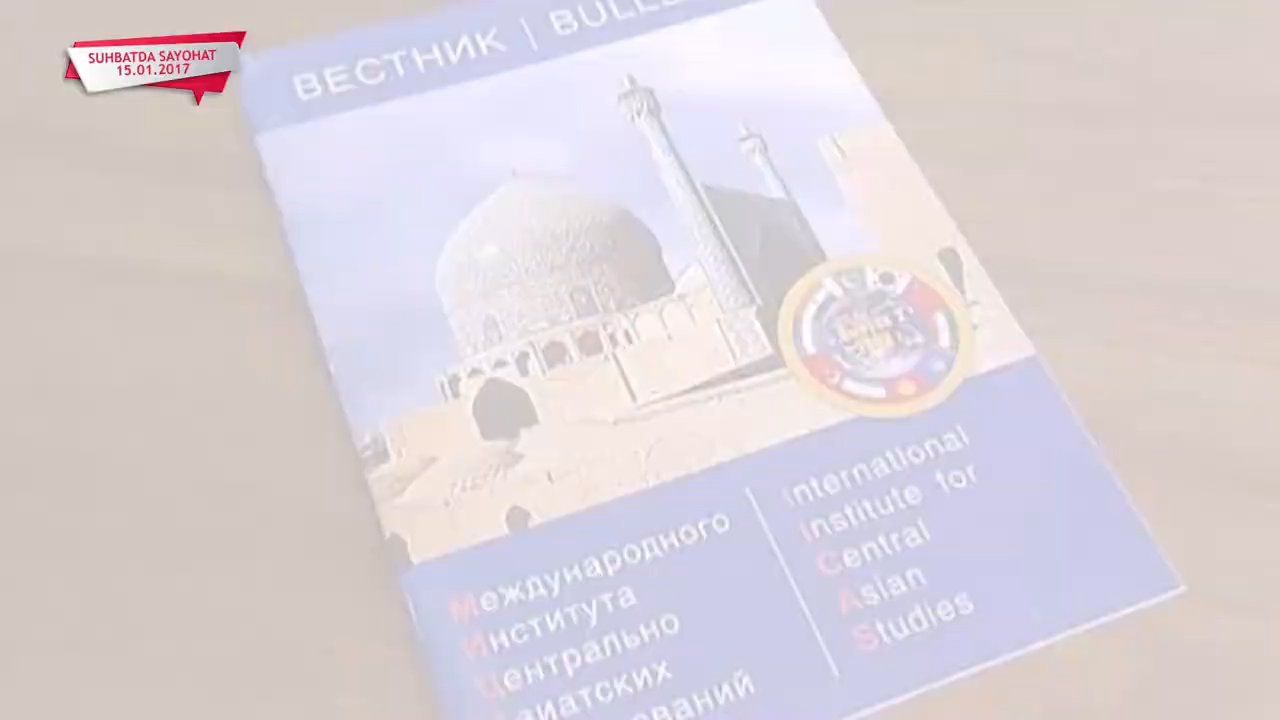 SUHBATDA SAYOHAT
15.01.2017
ВЕСТНИК |
Международного
Института
Центрально
International
Institute for
Central
Asian
Studies